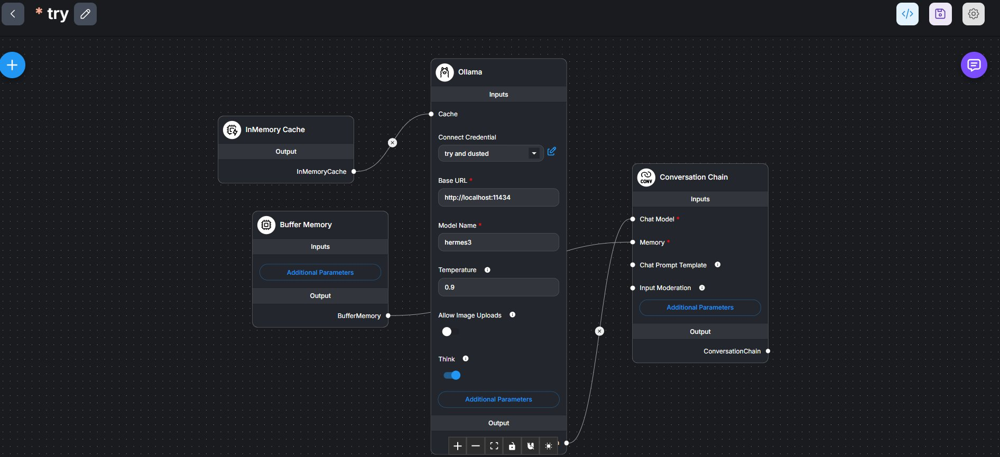 * try
InMemory Cache
Output
InMemoryCache
Buffer Memory
Inputs
Additional Parameters
Output
BufferMemory
Ollama
Inputs
Cache
Connect Credential
try and dusted
Base URL *
http://localhost:11434
Model Name *
hermes3
Temperature
0.9
Allow Image Uploads
Think
Additional Parameters
Output
CONV
Conversation Chain
Inputs
Chat Model *
Memory *
Chat Prompt Template
Input Moderation
Additional Parameters
Output
ConversationChain